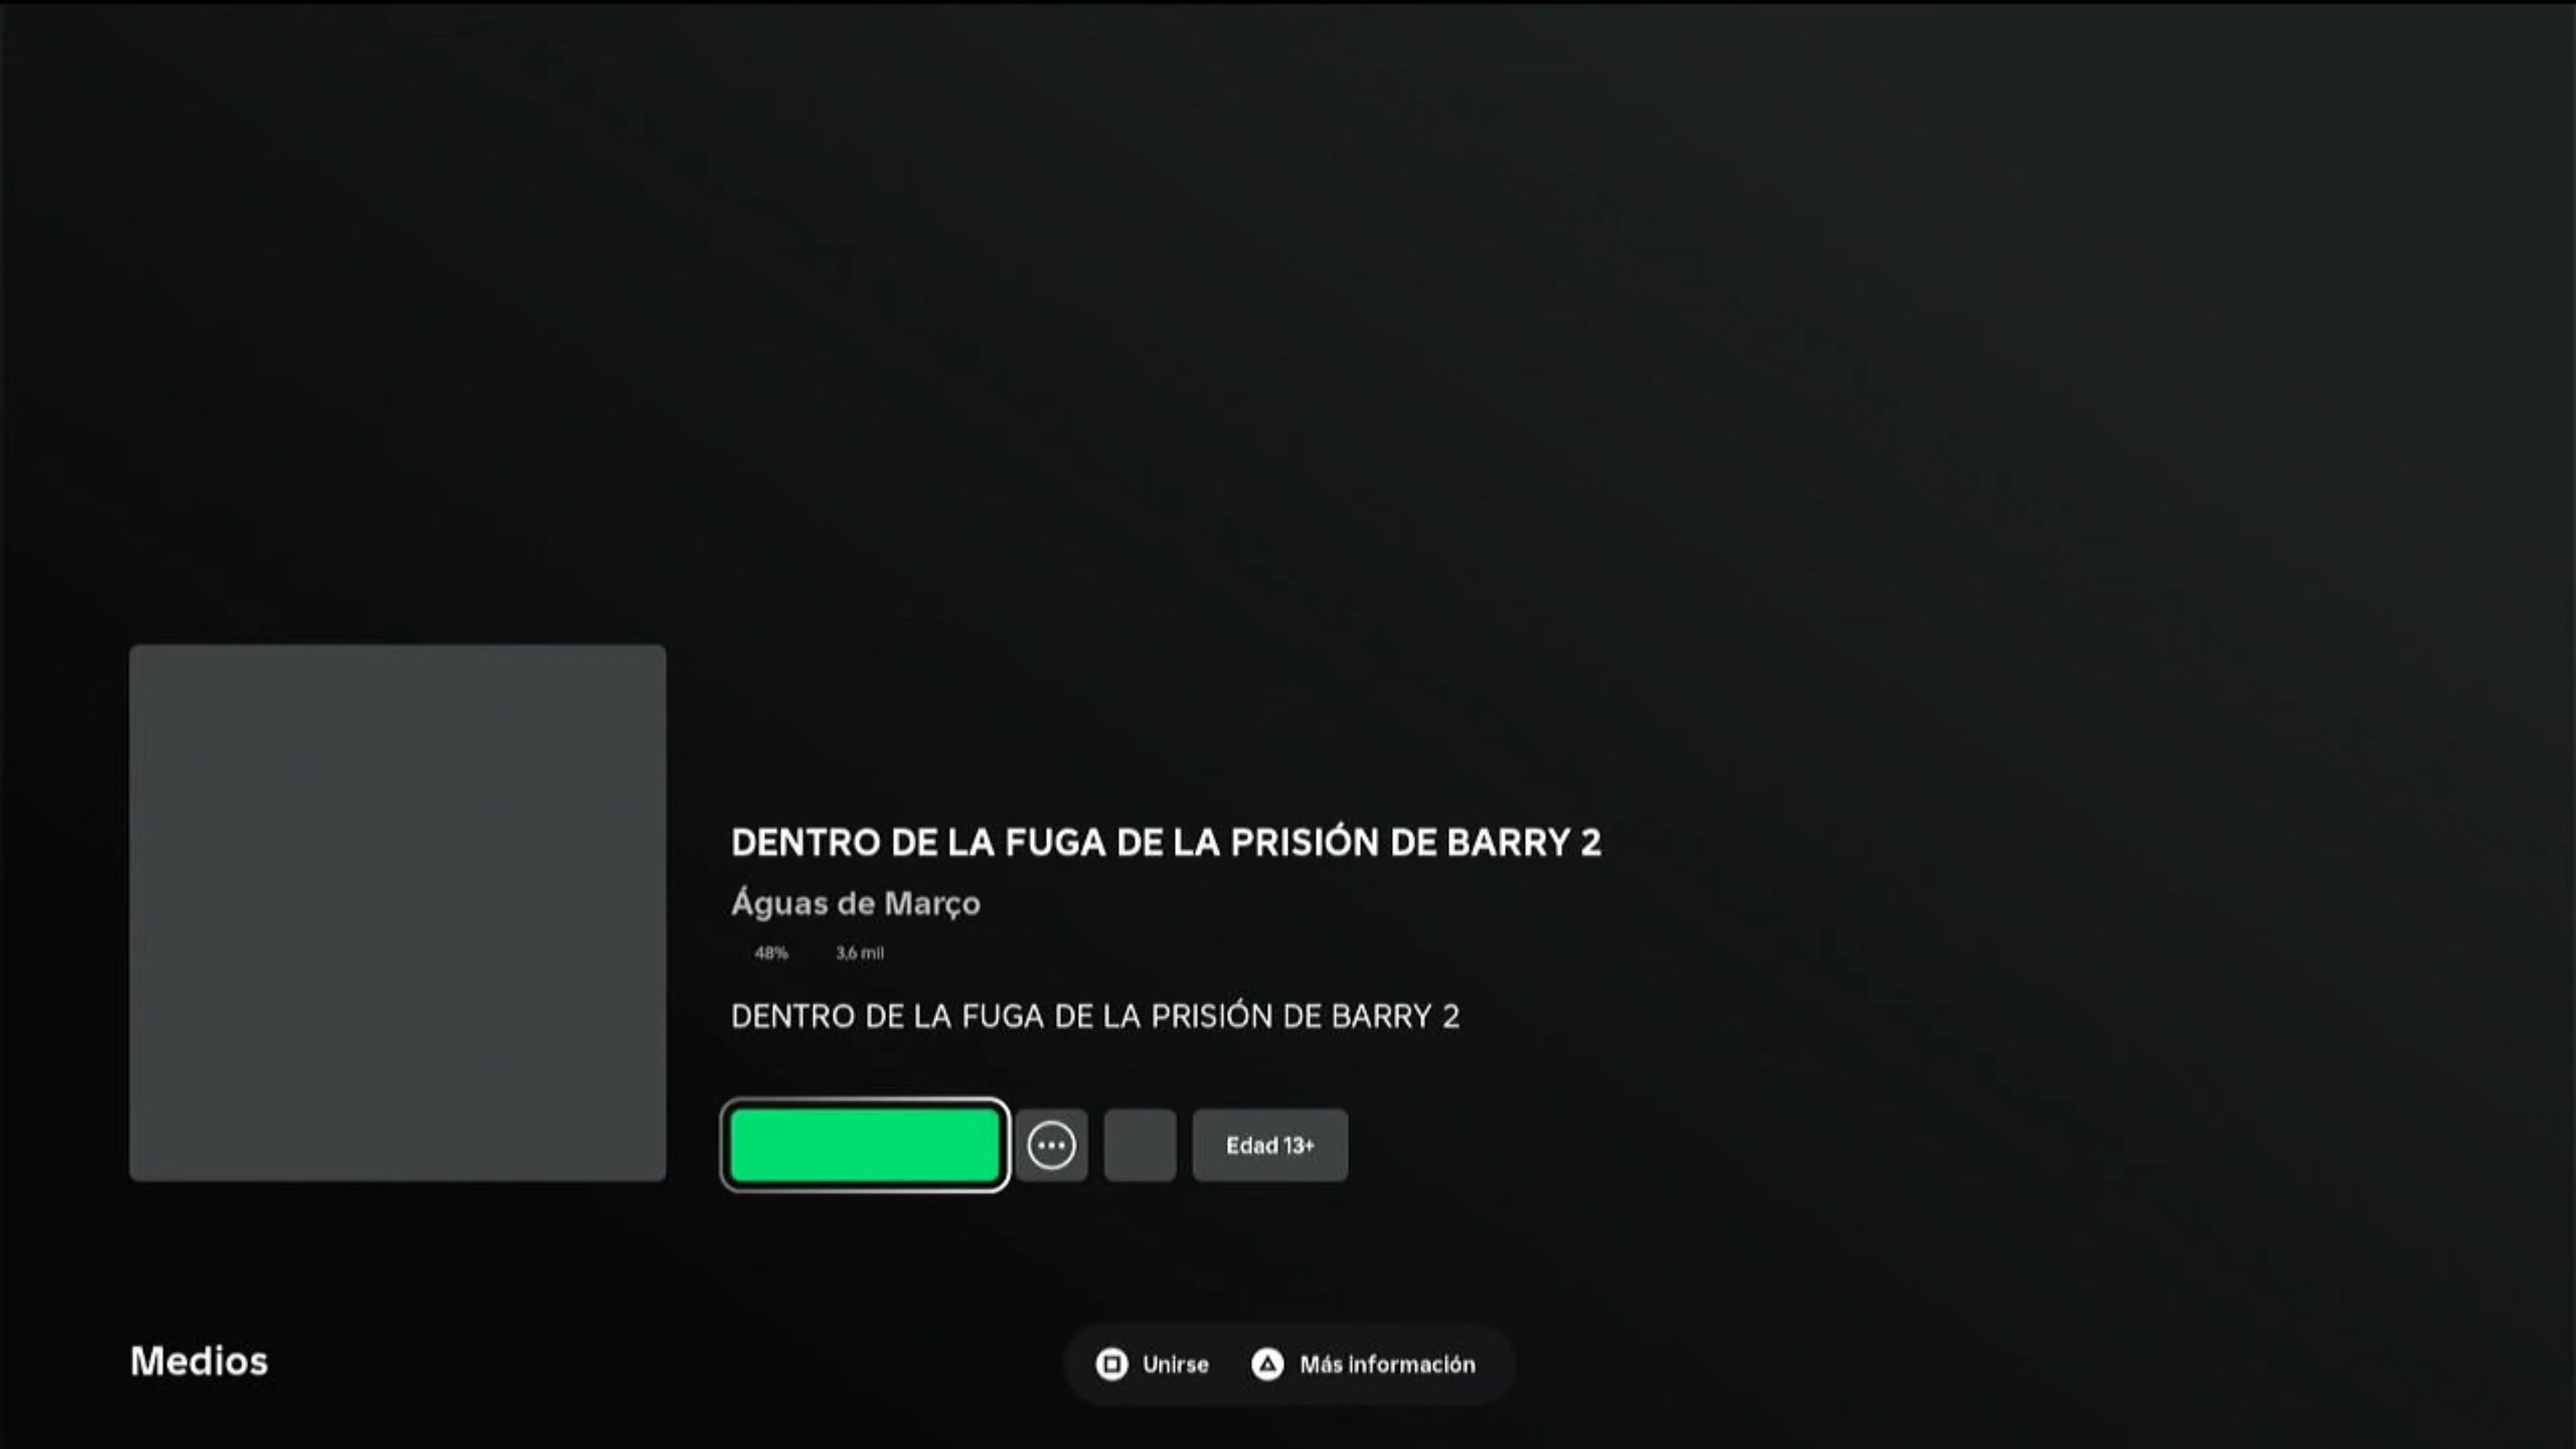 DENTRO DE LA FUGA DE LA PRISIÓN DE BARRY 2
Águas de Março
48% 3,6 mil
DENTRO DE LA FUGA DE LA PRISIÓN DE BARRY 2
Edad 13+
Medios
Unirse Más información